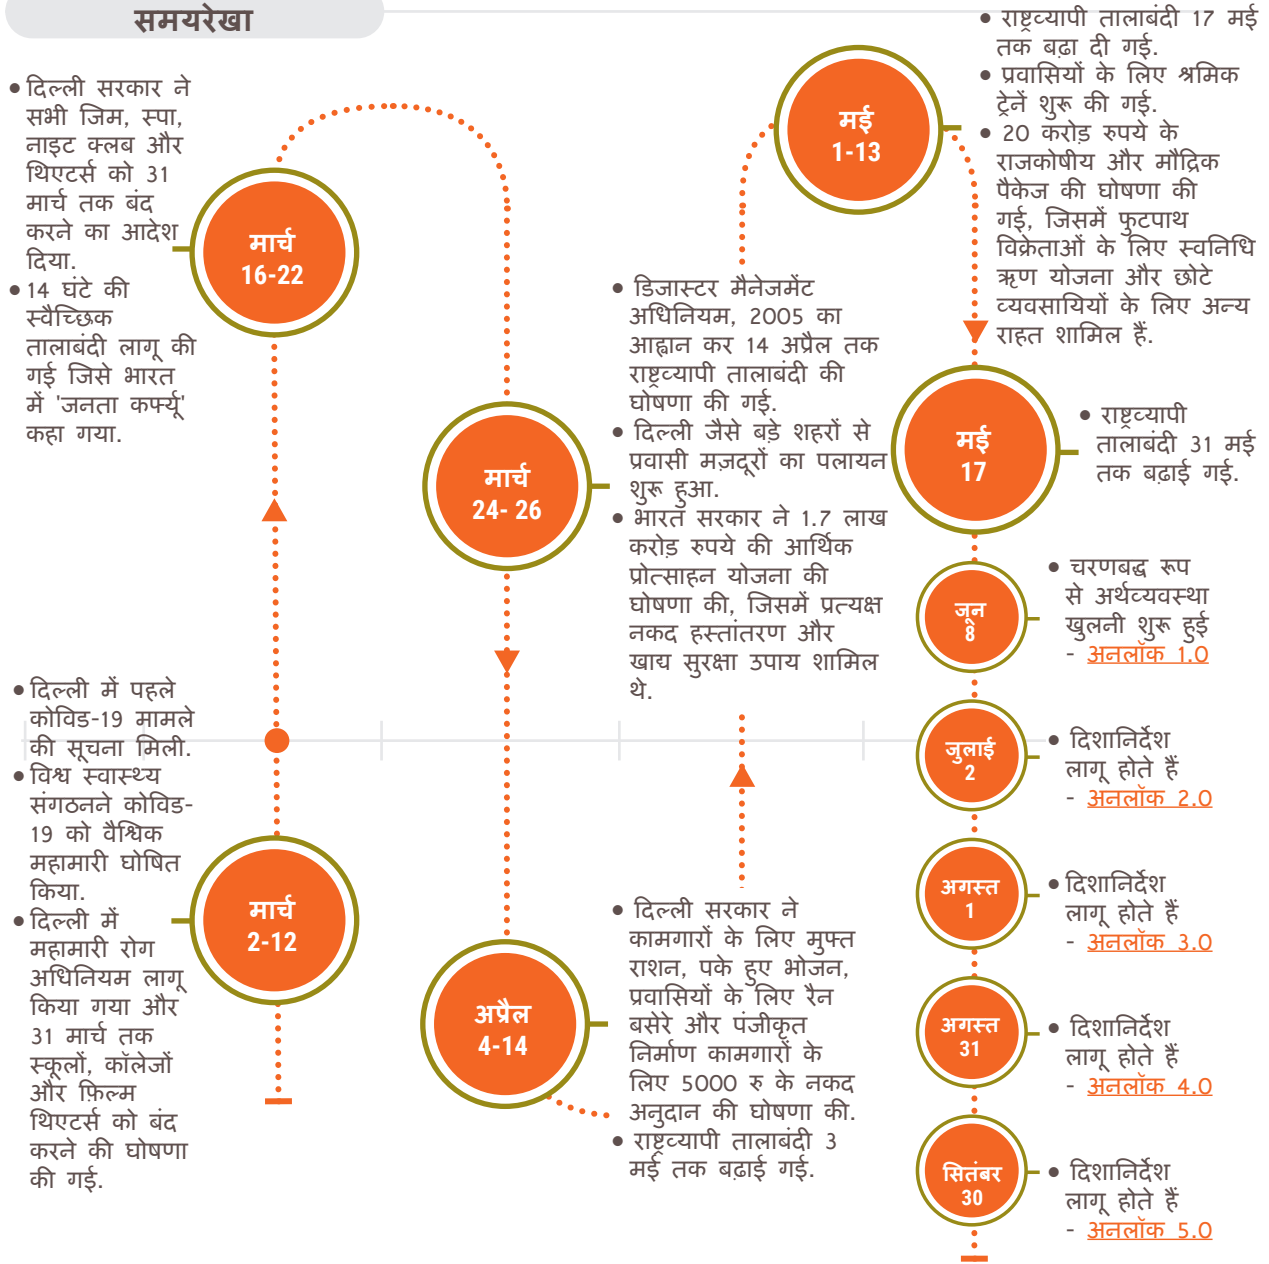 समयरेखा
मार्च
2-12
• दिल्ली में पहले
कोविड-19 मामले
की सूचना मिली.
• विश्व स्वास्थ्य
संगठनने कोविड-
19 को वैश्विक
महामारी घोषित
किया.
• दिल्ली में
महामारी रोग
अधिनियम लागू
किया गया और
31 मार्च तक
स्कूलों, कॉलेजों
और फ़िल्म
थिएटर्स को बंद
करने की घोषणा
की गई.
मार्च
16-22
• दिल्ली सरकार ने
सभी जिम, स्पा,
नाइट क्लब और
थिएटर्स को 31
मार्च तक बंद
करने का आदेश
दिया.
• 14 घंटे की
स्वैच्छिक
तालाबंदी लागू की
गई जिसे भारत
में 'जनता कर्फ्यू'
कहा गया.
मार्च
24- 26
• डिजास्टर मैनेजमेंट
अधिनियम, 2005 का
आह्वान कर 14 अप्रैल तक
राष्ट्रव्यापी तालाबंदी की
घोषणा की गई.
• दिल्ली जैसे बड़े शहरों से
प्रवासी मज़दूरों का पलायन
शुरू हुआ.
• भारत सरकार ने 1.7 लाख
करोड़ रुपये की आर्थिक
प्रोत्साहन योजना की
घोषणा की, जिसमें प्रत्यक्ष
नकद हस्तांतरण और
खाद्य सुरक्षा उपाय शामिल
थे.
अप्रैल
4-14
• दिल्ली सरकार ने
कामगारों के लिए मुफ्त
राशन, पके हुए भोजन,
प्रवासियों के लिए रैन
बसेरे और पंजीकृत
निर्माण कामगारों के
लिए 5000 रु के नकद
अनुदान की घोषणा की.
• राष्ट्रव्यापी तालाबंदी 3
मई तक बढ़ाई गई.
मई
1-13
• राष्ट्रव्यापी तालाबंदी 17 मई
तक बढ़ा दी गई.
• प्रवासियों के लिए श्रमिक
ट्रेनें शुरू की गई.
• 20 करोड़ रुपये के
राजकोषीय और मौद्रिक
पैकेज की घोषणा की
गई, जिसमें फुटपाथ
विक्रेताओं के लिए स्वनिधि
ऋण योजना और छोटे
व्यवसायियों के लिए अन्य
राहत शामिल हैं.
मई
17
• राष्ट्रव्यापी
तालाबंदी 31 मई
तक बढ़ाई गई.
जून
8
• चरणबद्ध रूप
से अर्थव्यवस्था
खुलनी शुरू हुई
- अनलॉक 1.0
जुलाई
2
• दिशानिर्देश
लागू होते हैं
- अनलॉक 2.0
अगस्त
1
• दिशानिर्देश
लागू होते हैं
- अनलॉक 3.0
अगस्त
31
• दिशानिर्देश
लागू होते हैं
- अनलॉक 4.0
सितंबर
30
• दिशानिर्देश
लागू होते हैं
- अनलॉक 5.0